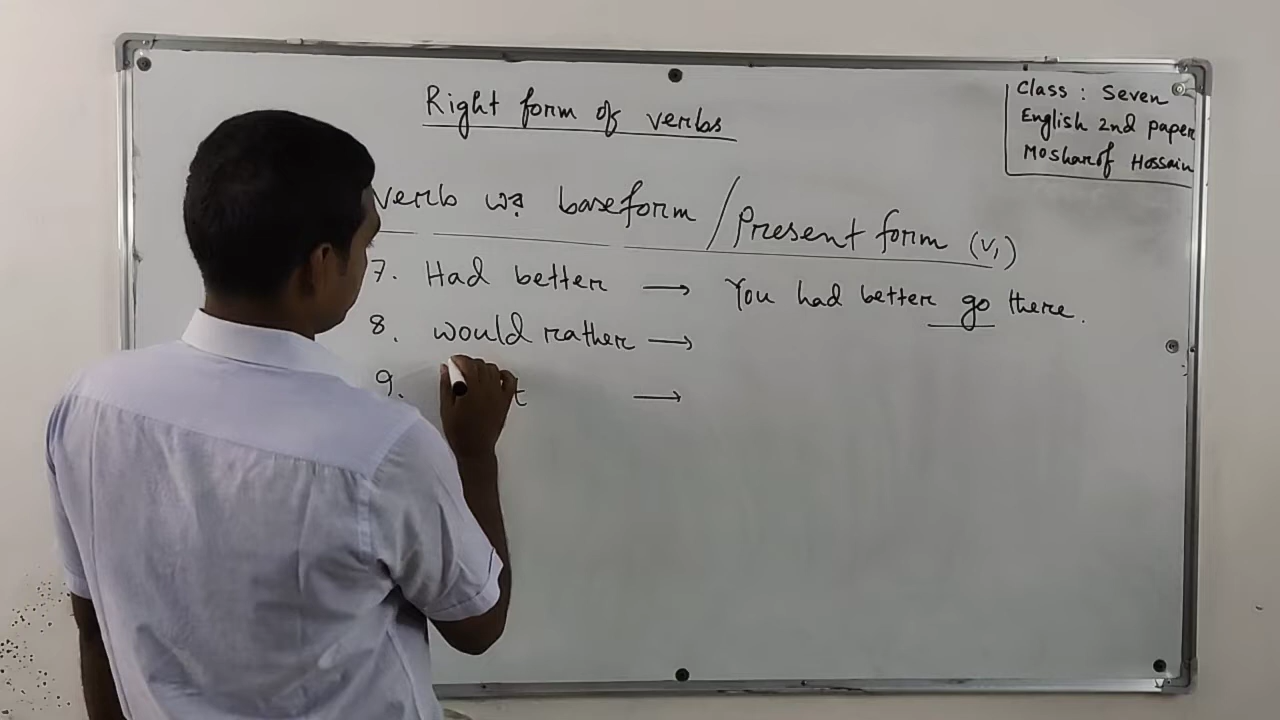 Right form of verbs
Class : Seven
English 2nd paper
Mosharof Hossain
verb এর baseform / Present form (V₁)
7. Had better → You had better go there.
8. would rather →
9. →